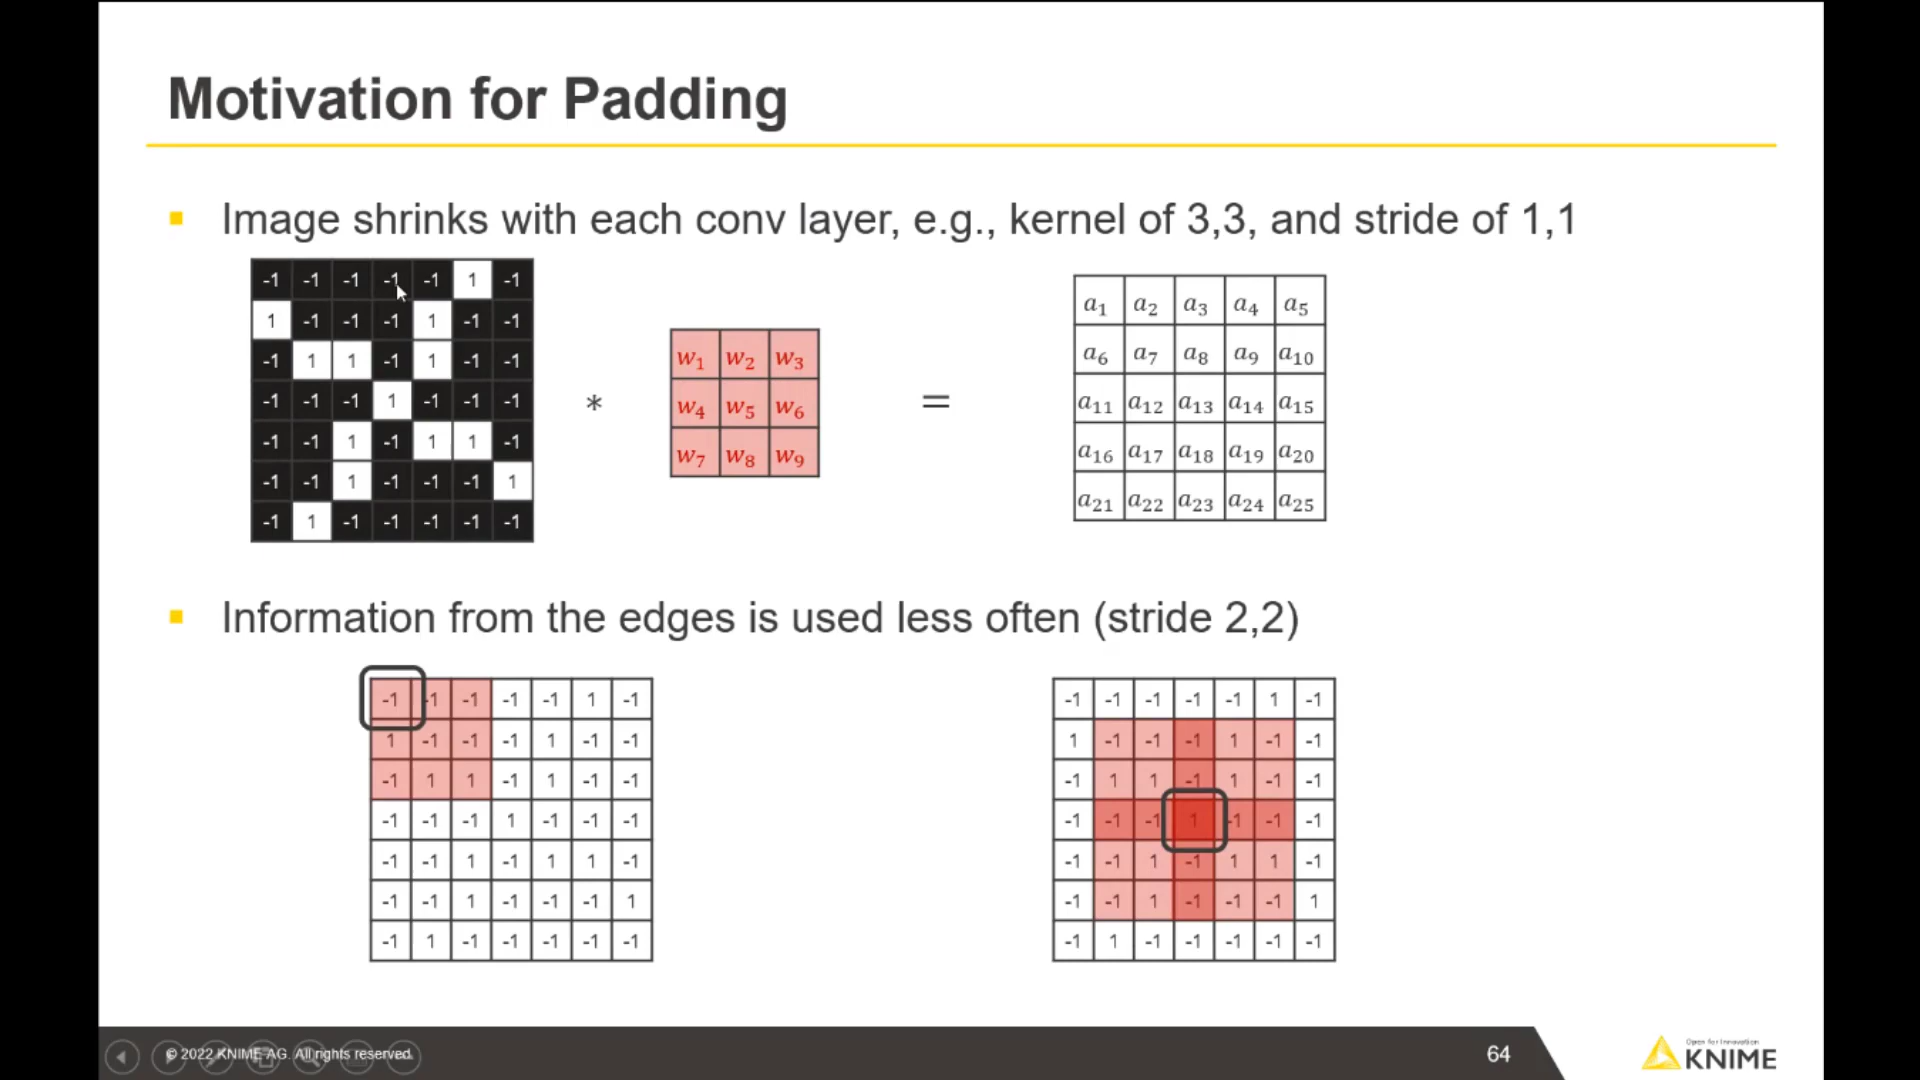 Motivation for Padding
Image shrinks with each conv layer, e.g., kernel of 3,3, and stride of 1,1
-1 -1 -1 -1 -1 1 -1
1 -1 -1 -1 1 -1 -1
-1 1 1 -1 1 -1 -1
-1 -1 -1 1 -1 -1 -1
-1 -1 1 -1 1 1 -1
-1 -1 1 -1 -1 -1 1
-1 1 -1 -1 -1 -1 -1
*
w₁ w₂ w₃
w₄ w₅ w₆
w₇ w₈ w₉
=
a₁ a₂ a₃ a₄ a₅
a₆ a₇ a₈ a₉ a₁₀
a₁₁ a₁₂ a₁₃ a₁₄ a₁₅
a₁₆ a₁₇ a₁₈ a₁₉ a₂₀
a₂₁ a₂₂ a₂₃ a₂₄ a₂₅
Information from the edges is used less often (stride 2,2)
-1 -1 -1 -1 -1 1 -1
1 -1 -1 -1 1 -1 -1
-1 1 1 -1 1 -1 -1
-1 -1 -1 1 -1 -1 -1
-1 -1 1 -1 1 1 -1
-1 -1 1 -1 -1 -1 1
-1 1 -1 -1 -1 -1 -1
-1 -1 -1 -1 -1 1 -1
1 -1 -1 -1 1 -1 -1
-1 1 1 -1 1 -1 -1
-1 -1 -1 1 -1 -1 -1
-1 -1 1 -1 1 1 -1
-1 -1 1 -1 -1 -1 1
-1 1 -1 -1 -1 -1 -1
© 2022 KNIME AG. All rights reserved.
64
Open for Innovation
KNIME